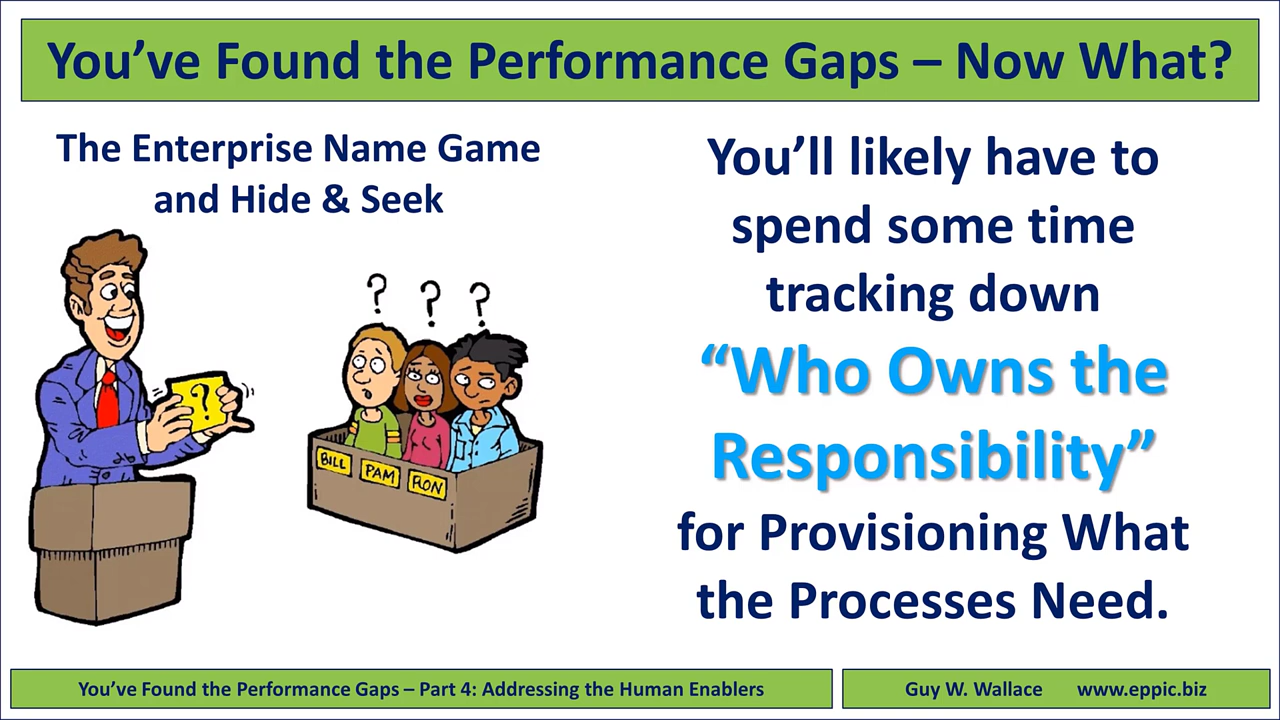 You’ve Found the Performance Gaps – Now What?
The Enterprise Name Game
and Hide & Seek
?
? ? ?
BILL PAM RON
You’ll likely have to
spend some time
tracking down
“Who Owns the
Responsibility”
for Provisioning What
the Processes Need.
You’ve Found the Performance Gaps – Part 4: Addressing the Human Enablers
Guy W. Wallace www.eppic.biz